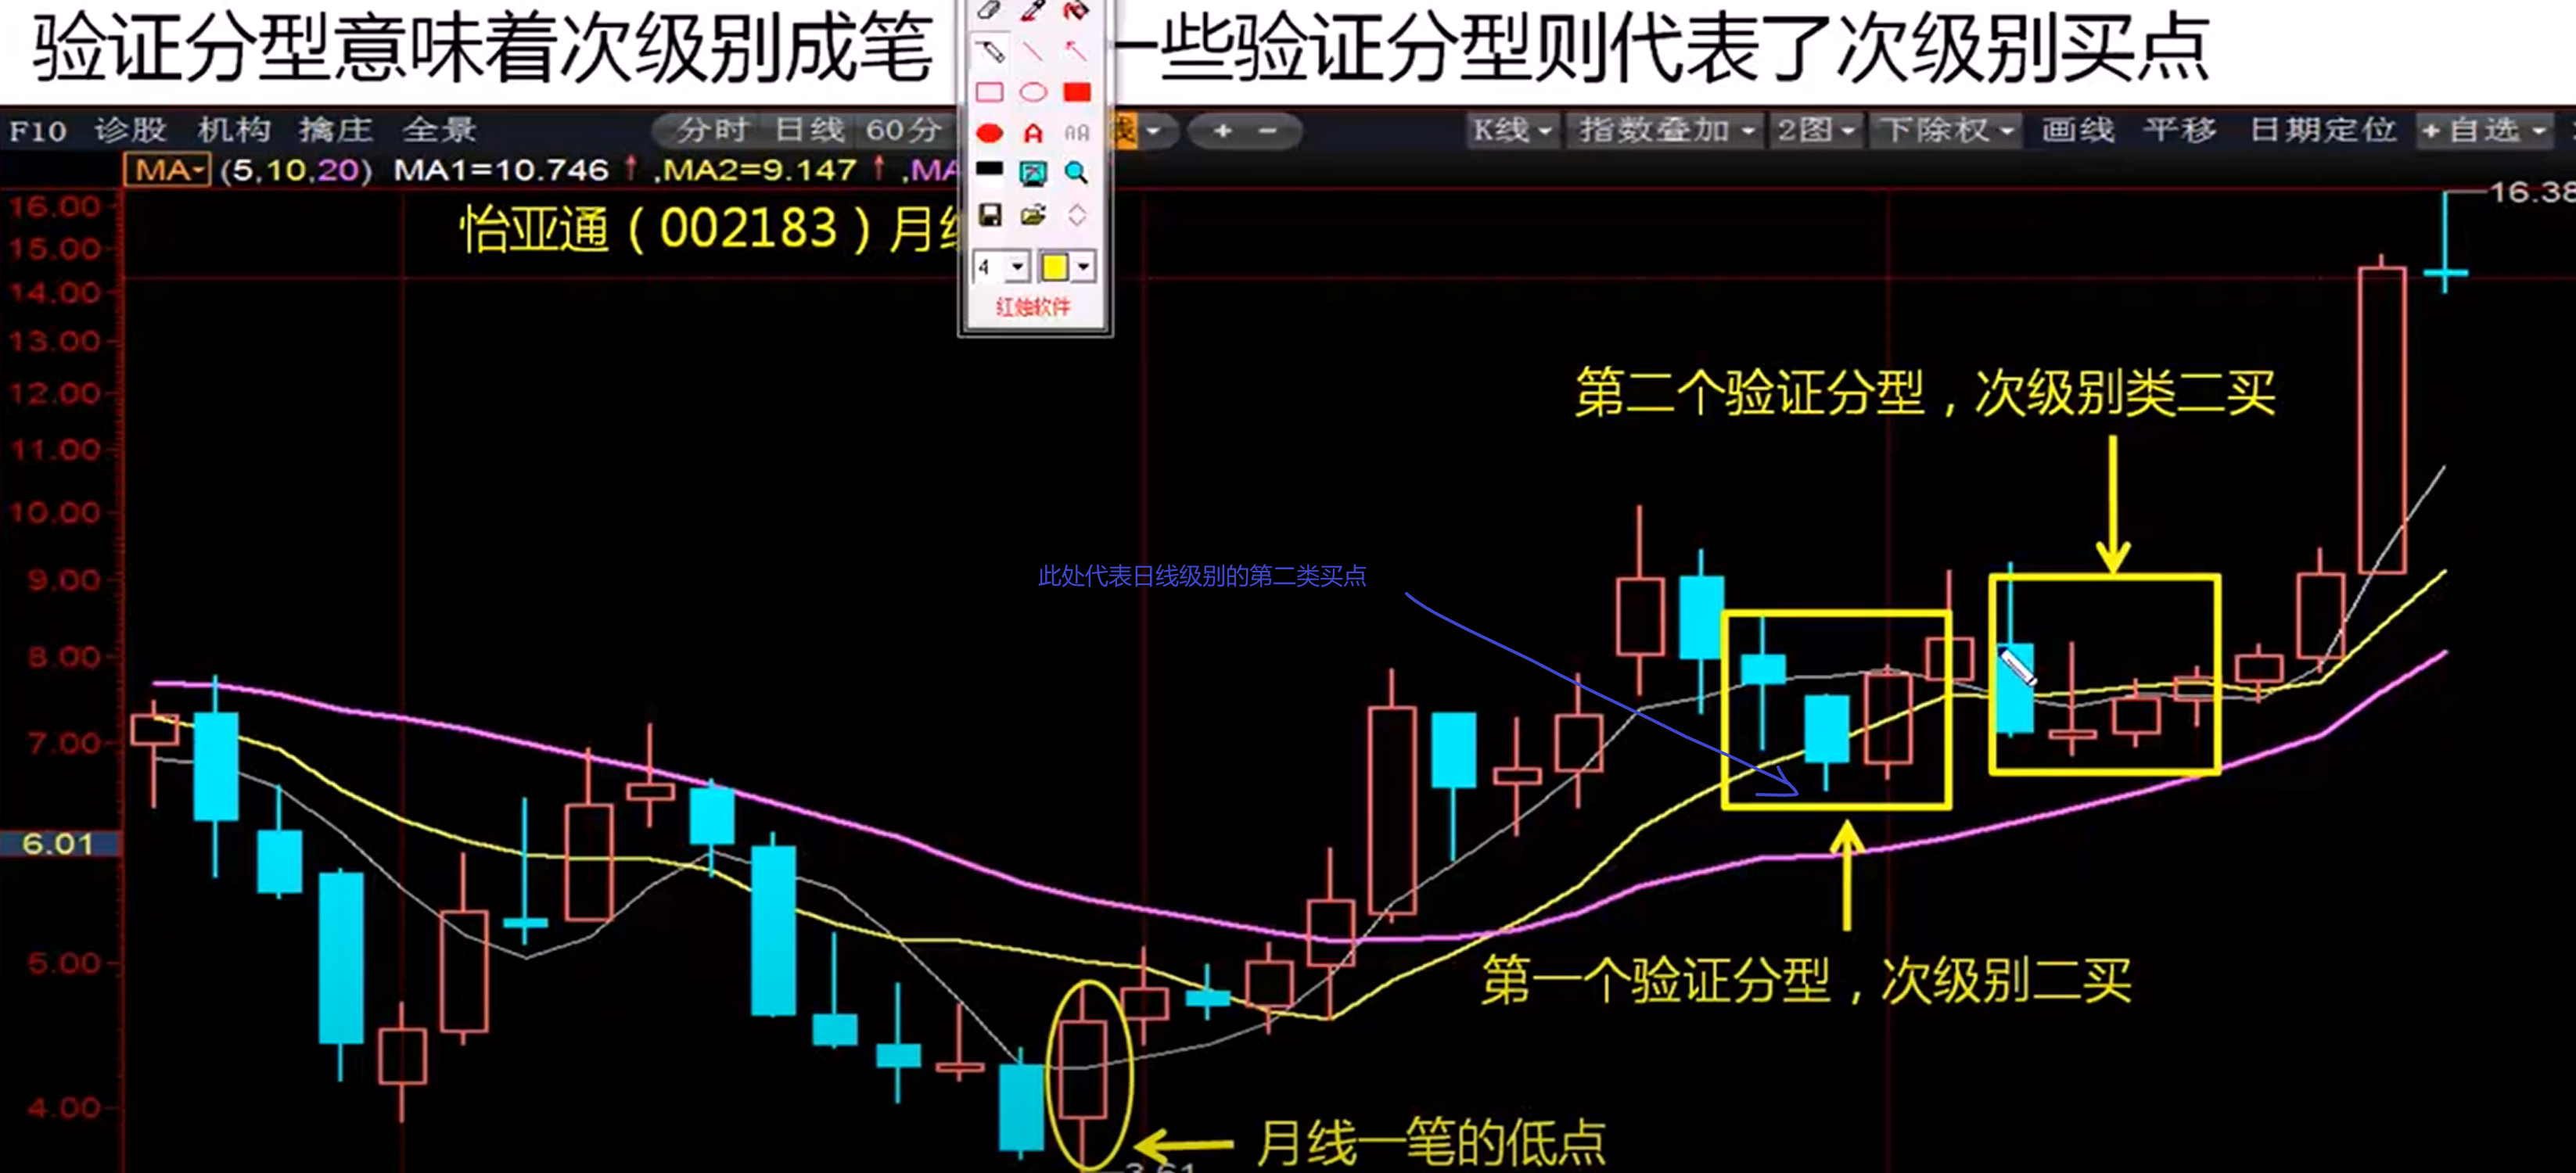 验证分型意味着次级别成笔 一些验证分型则代表了次级别买点
F10 诊股 机构 擒庄 全景 分时 日线 60分 + - K线 指数叠加 2图 下除权 画线 平移 日期定位 +自选
MA (5,10,20) MA1=10.746 ↑ ,MA2=9.147 ↑ ,MA
16.00
16.38
怡亚通（002183）月线
15.00
4
14.00
红烛软件
13.00
第二个验证分型，次级别类二买
12.00
11.00
10.00
此处代表日线级别的第二类买点
9.00
8.00
7.00
6.01
5.00
第一个验证分型，次级别二买
4.00
月线一笔的低点
3.61